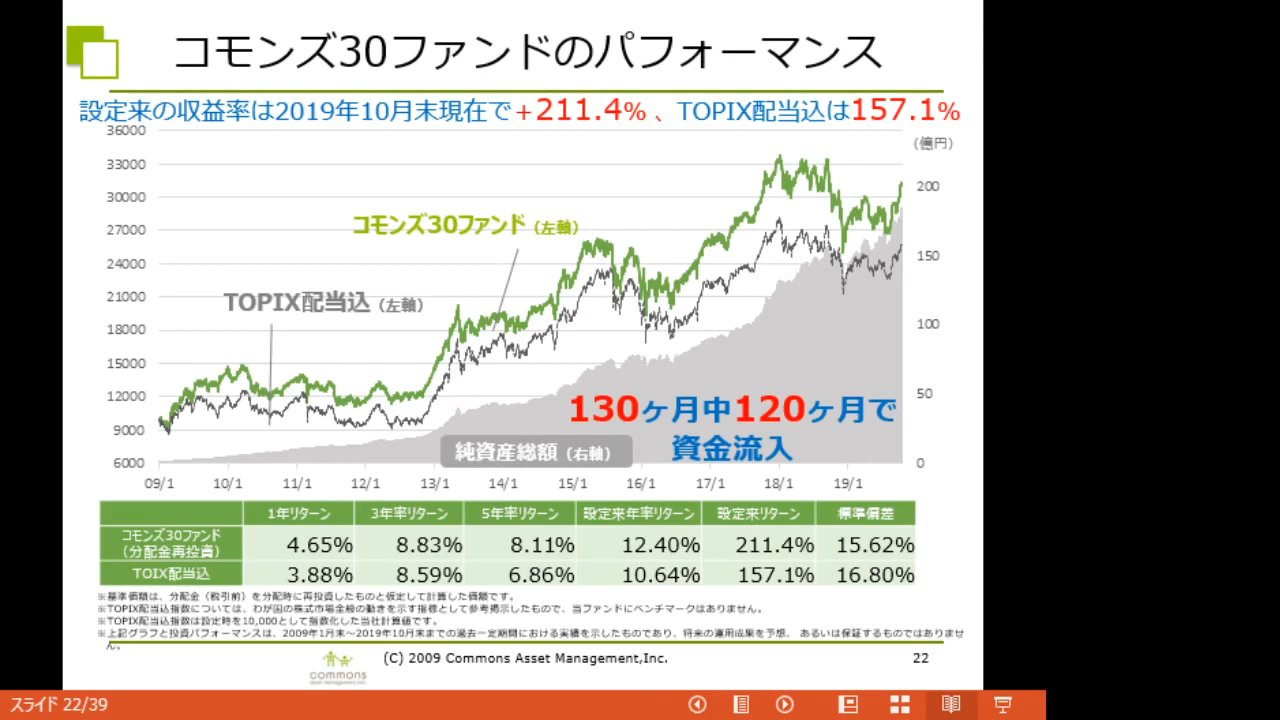 コモンズ30ファンドのパフォーマンス
設定来の収益率は2019年10月末現在で+211.4%、TOPIX配当込は157.1%
(億円)
36000
33000
30000
27000
24000
21000
18000
15000
12000
9000
6000
200
150
100
50
0
コモンズ30ファンド（左軸）
TOPIX配当込（左軸）
130ヶ月中120ヶ月で
資金流入
純資産総額（右軸）
09/1 10/1 11/1 12/1 13/1 14/1 15/1 16/1 17/1 18/1 19/1
1年リターン 3年率リターン 5年率リターン 設定来年率リターン 設定来リターン 標準偏差
コモンズ30ファンド
（分配金再投資） 4.65% 8.83% 8.11% 12.40% 211.4% 15.62%
TOIX配当込 3.88% 8.59% 6.86% 10.64% 157.1% 16.80%
※基準価額は、分配金（税引前）を分配時に再投資したものと仮定して計算した価額です。
※TOPIX配当込指数については、わが国の株式市場全般の動きを示す指標として参考掲示したもので、当ファンドにベンチマークはありません。
※TOPIX配当込指数は設定時を10,000として指数化した当社計算値です。
※上記グラフと投資パフォーマンスは、2009年1月末～2019年10月末までの過去一定期間における実績を示したものであり、将来の運用成果を予想、 あるいは保証するものではありませ
ん。
commons
asset management,inc.
(C) 2009 Commons Asset Management,Inc.
22
スライド 22/39